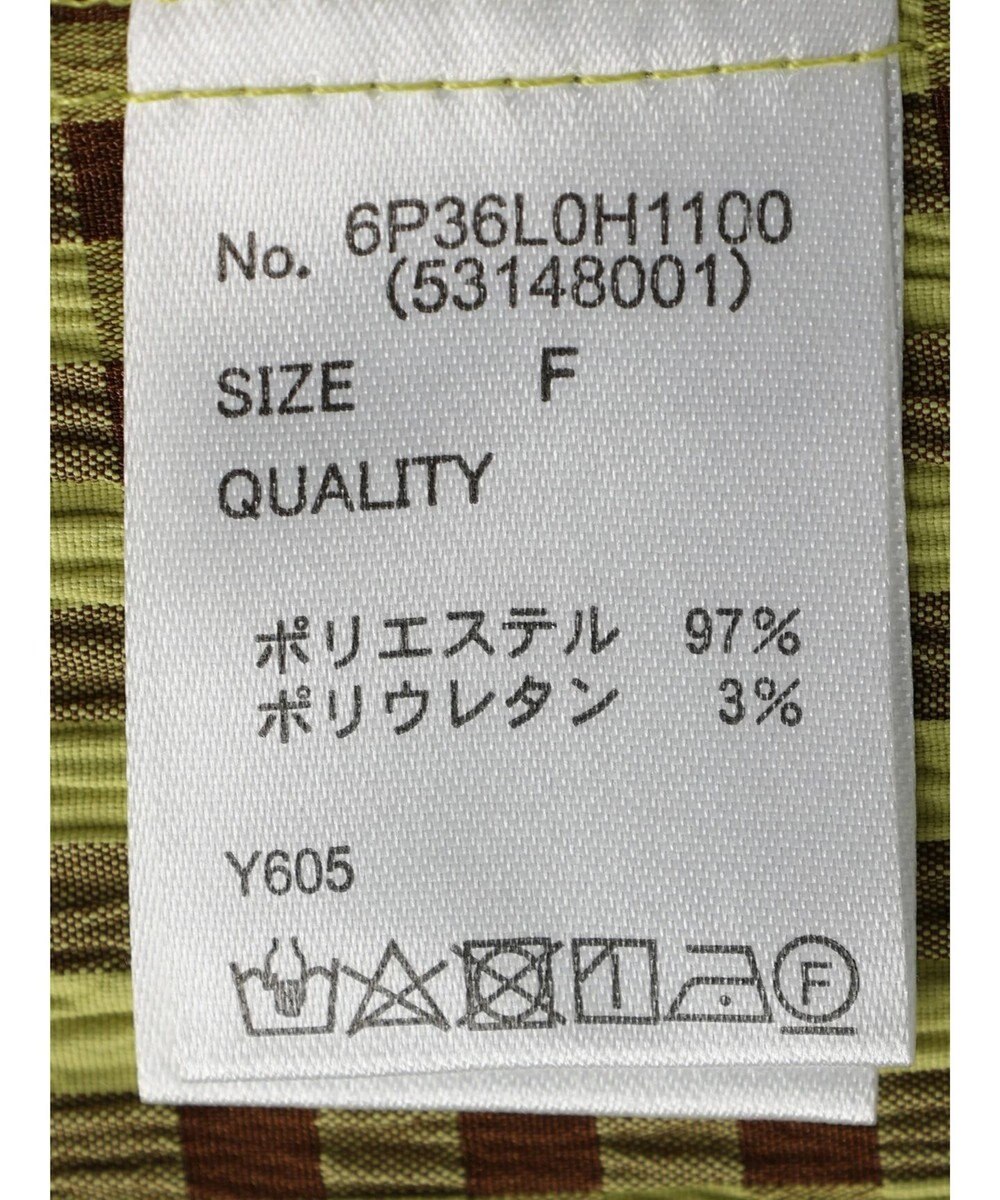 No. 6P36L0H1100
(53148001)
SIZE F
QUALITY
ポリエステル 97%
ポリウレタン 3%
Y605
F